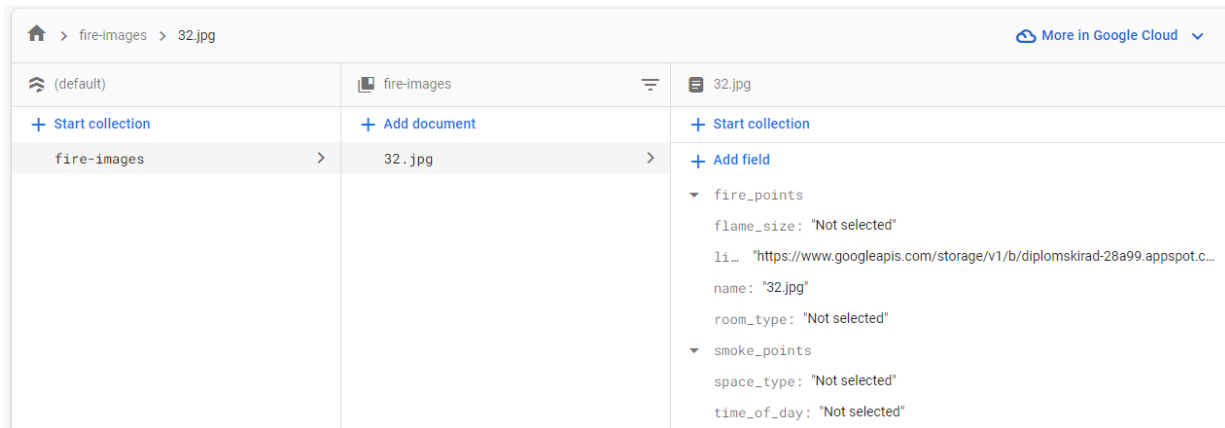 fire-images > 32.jpg More in Google Cloud
(default) fire-images 32.jpg
+ Start collection + Add document + Start collection
fire-images 32.jpg + Add field
fire_points
flame_size: "Not selected"
li… "https://www.googleapis.com/storage/v1/b/diplomskirad-28a99.appspot.c...
name: "32.jpg"
room_type: "Not selected"
smoke_points
space_type: "Not selected"
time_of_day: "Not selected"